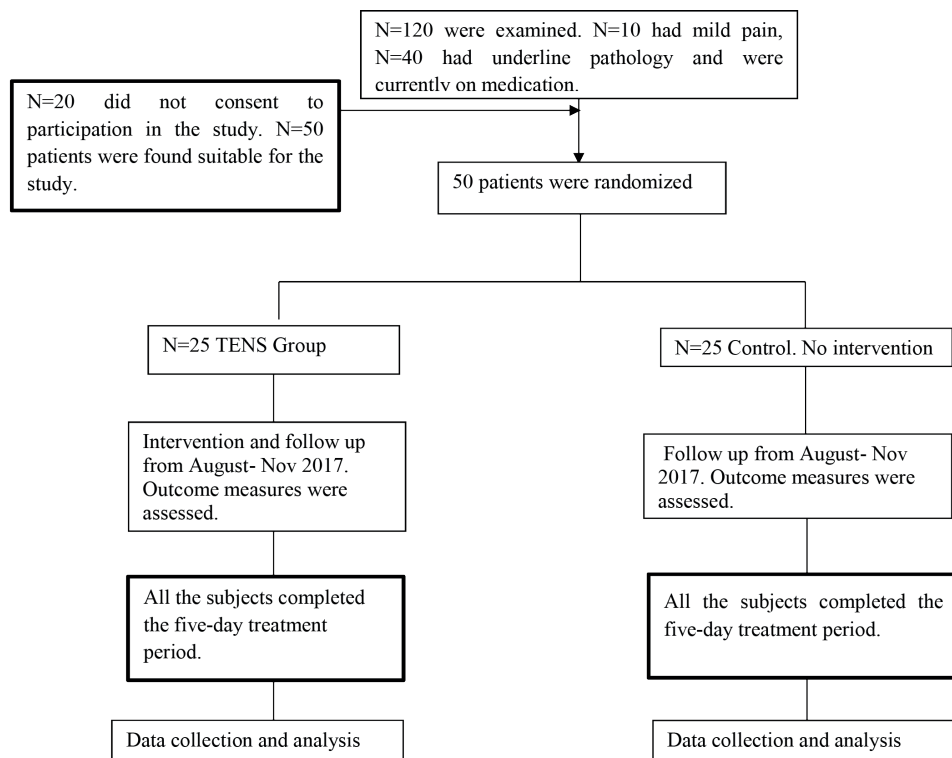 N=120 were examined. N=10 had mild pain,
N=40 had underline pathology and were
currently on medication.
N=20 did not consent to
participation in the study. N=50
patients were found suitable for the
study.
50 patients were randomized
N=25 TENS Group
N=25 Control. No intervention
Intervention and follow up
from August- Nov 2017.
Outcome measures were
assessed.
Follow up from August- Nov
2017. Outcome measures were
assessed.
All the subjects completed
the five-day treatment
period.
All the subjects completed the
five-day treatment period.
Data collection and analysis
Data collection and analysis